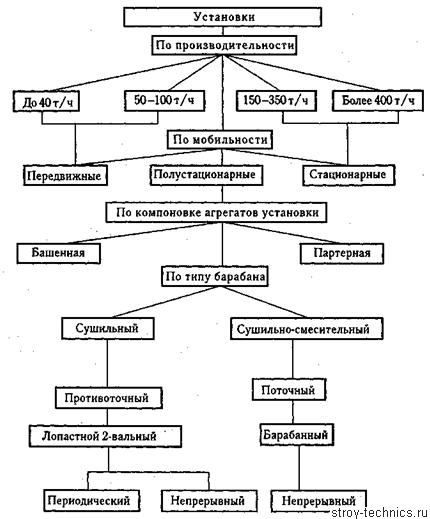 Установки
По производительности
До 40 т/ч
50–100 т/ч
150–350 т/ч
Более 400 т/ч
По мобильности
Передвижные
Полустационарные
Стационарные
По компоновке агрегатов установки
Башенная
Партерная
По типу барабана
Сушильный
Сушильно-смесительный
Противоточный
Поточный
Лопастной 2-вальный
Барабанный
Периодический
Непрерывный
Непрерывный
stroy-technics.ru